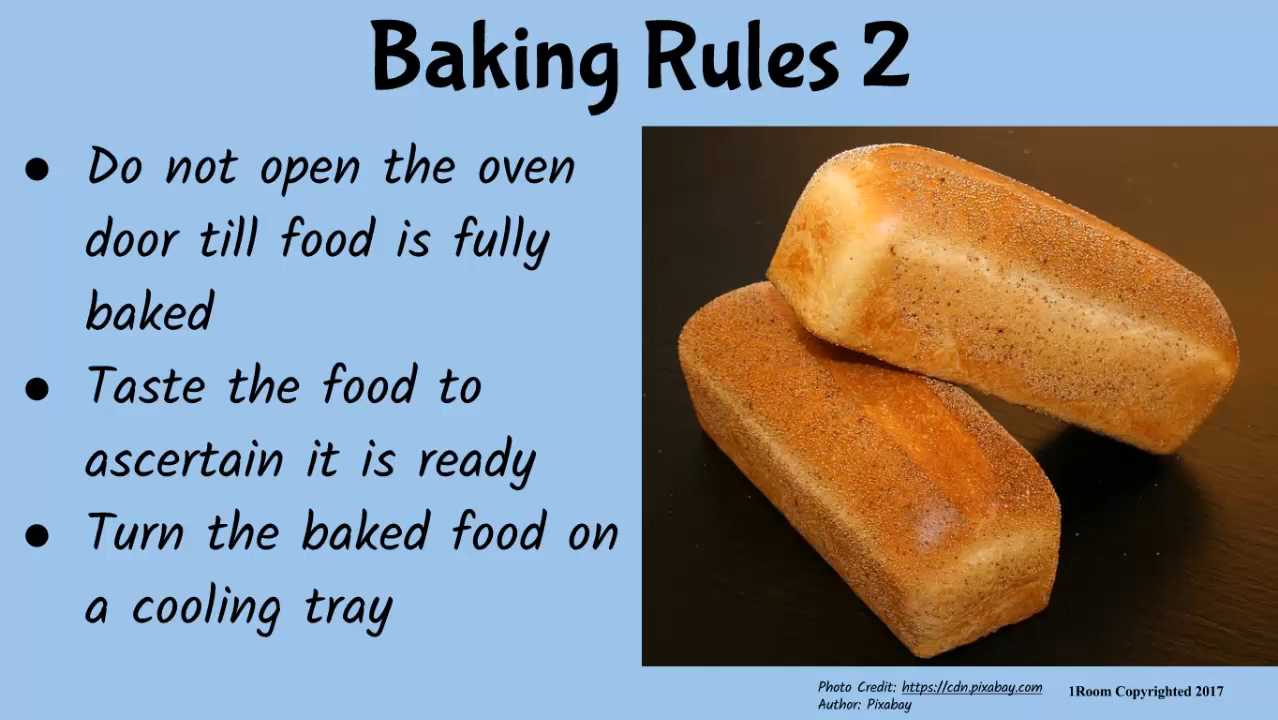 Baking Rules 2
● Do not open the oven
door till food is fully
baked
● Taste the food to
ascertain it is ready
● Turn the baked food on
a cooling tray
Photo Credit: https://cdn.pixabay.com
Author: Pixabay
1Room Copyrighted 2017